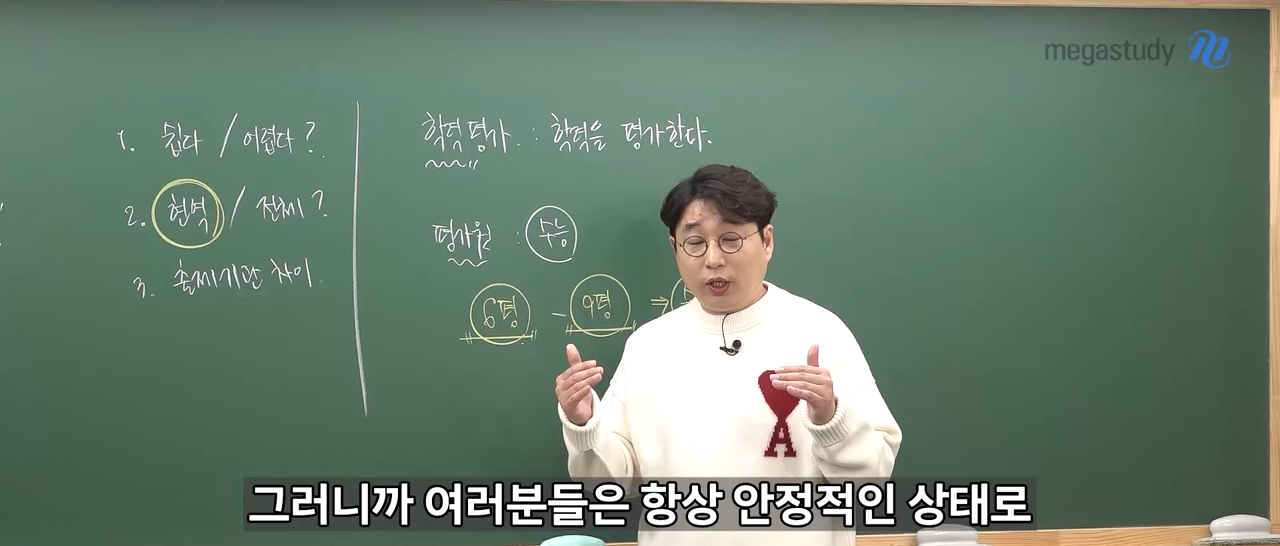 megastudy
1. 쉽다 / 어렵다?
2. 현역 / 전체?
3. 출제기관 차이
학력평가 : 학력을 평가한다.
평가원 : 수능
6평 - 9평 ⇒
A
그러니까 여러분들은 항상 안정적인 상태로